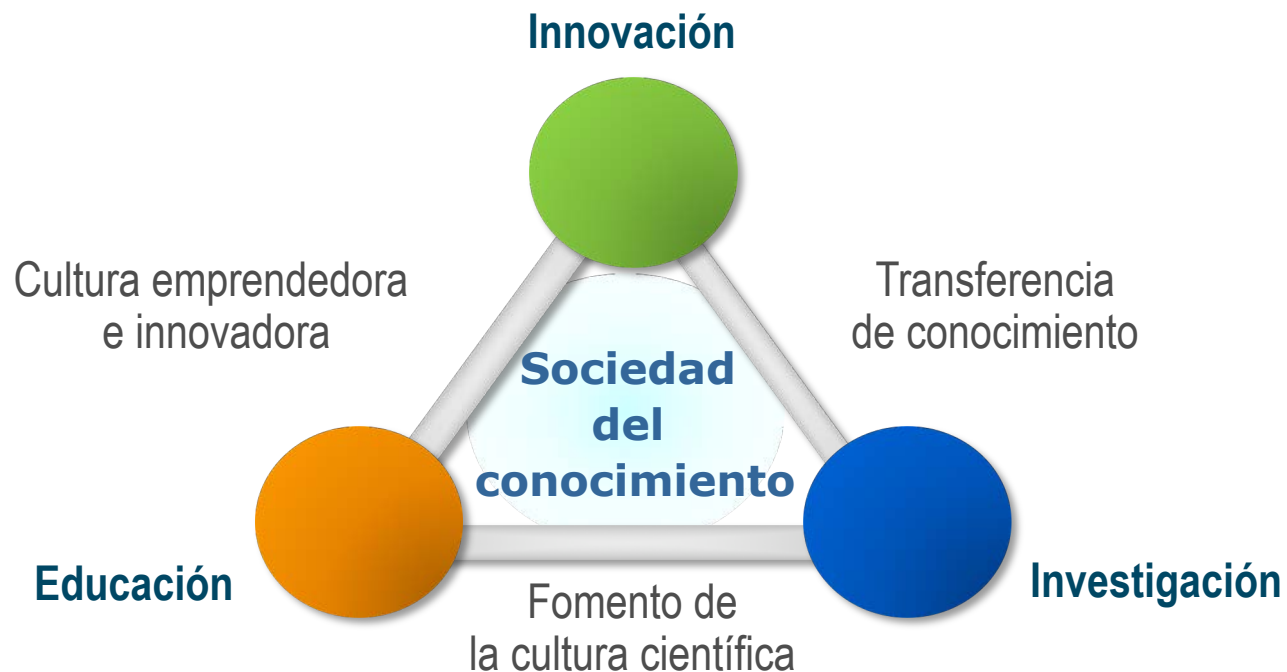 Innovación
Cultura emprendedora
e innovadora
Transferencia
de conocimiento
Sociedad
del
conocimiento
Educación
Investigación
Fomento de
la cultura científica